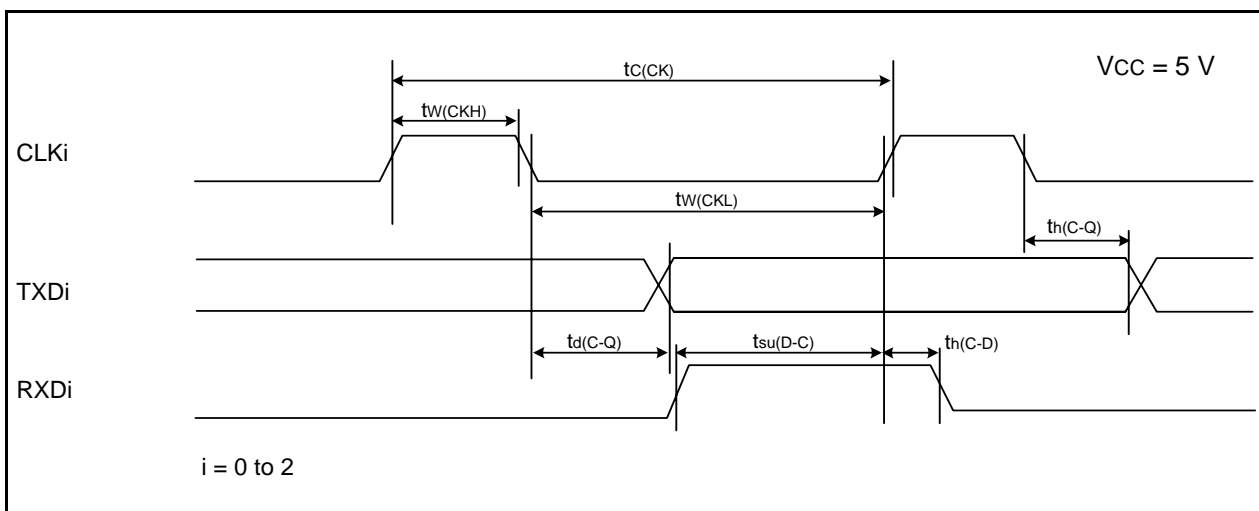 tC(CK)
VCC = 5 V
tW(CKH)
CLKi
tW(CKL)
th(C-Q)
TXDi
td(C-Q)
tsu(D-C)
th(C-D)
RXDi
i = 0 to 2